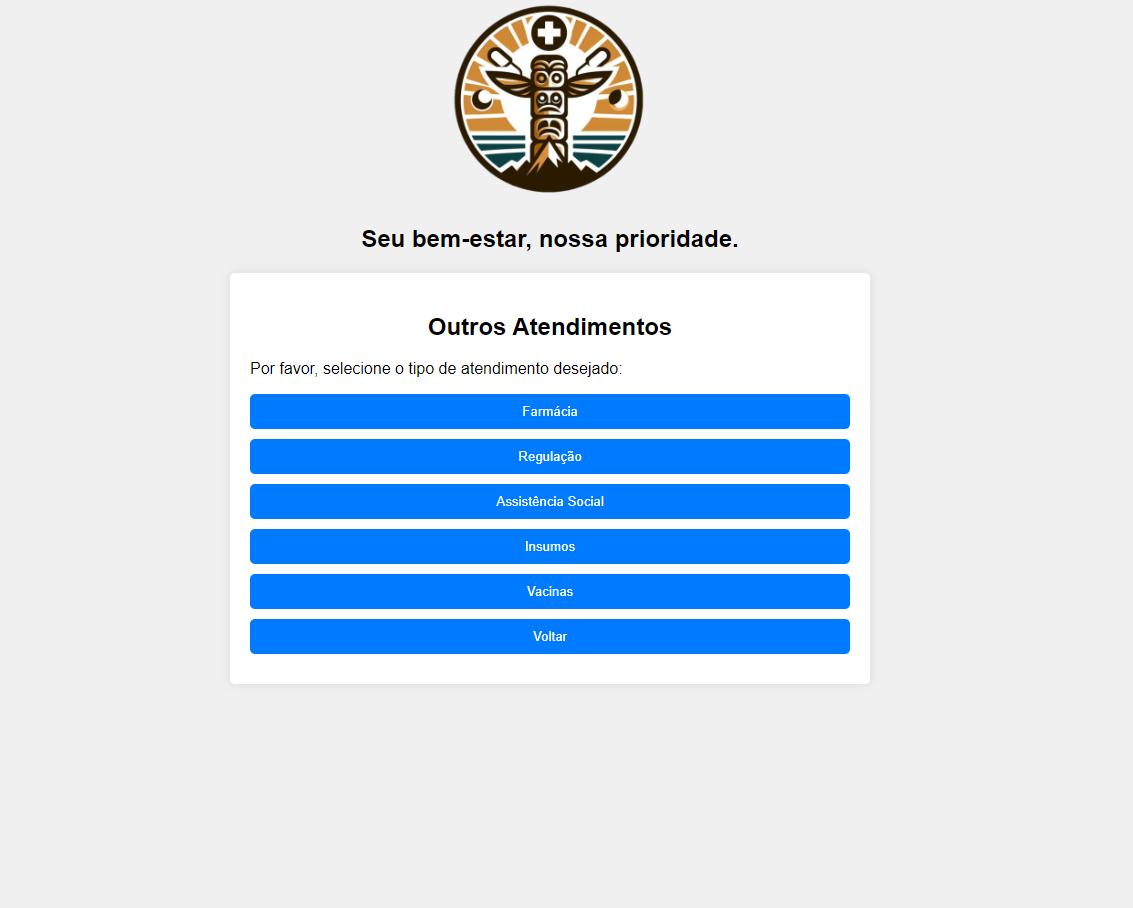 Seu bem-estar, nossa prioridade.
Outros Atendimentos
Por favor, selecione o tipo de atendimento desejado:
Farmácia
Regulação
Assistência Social
Insumos
Vacinas
Voltar